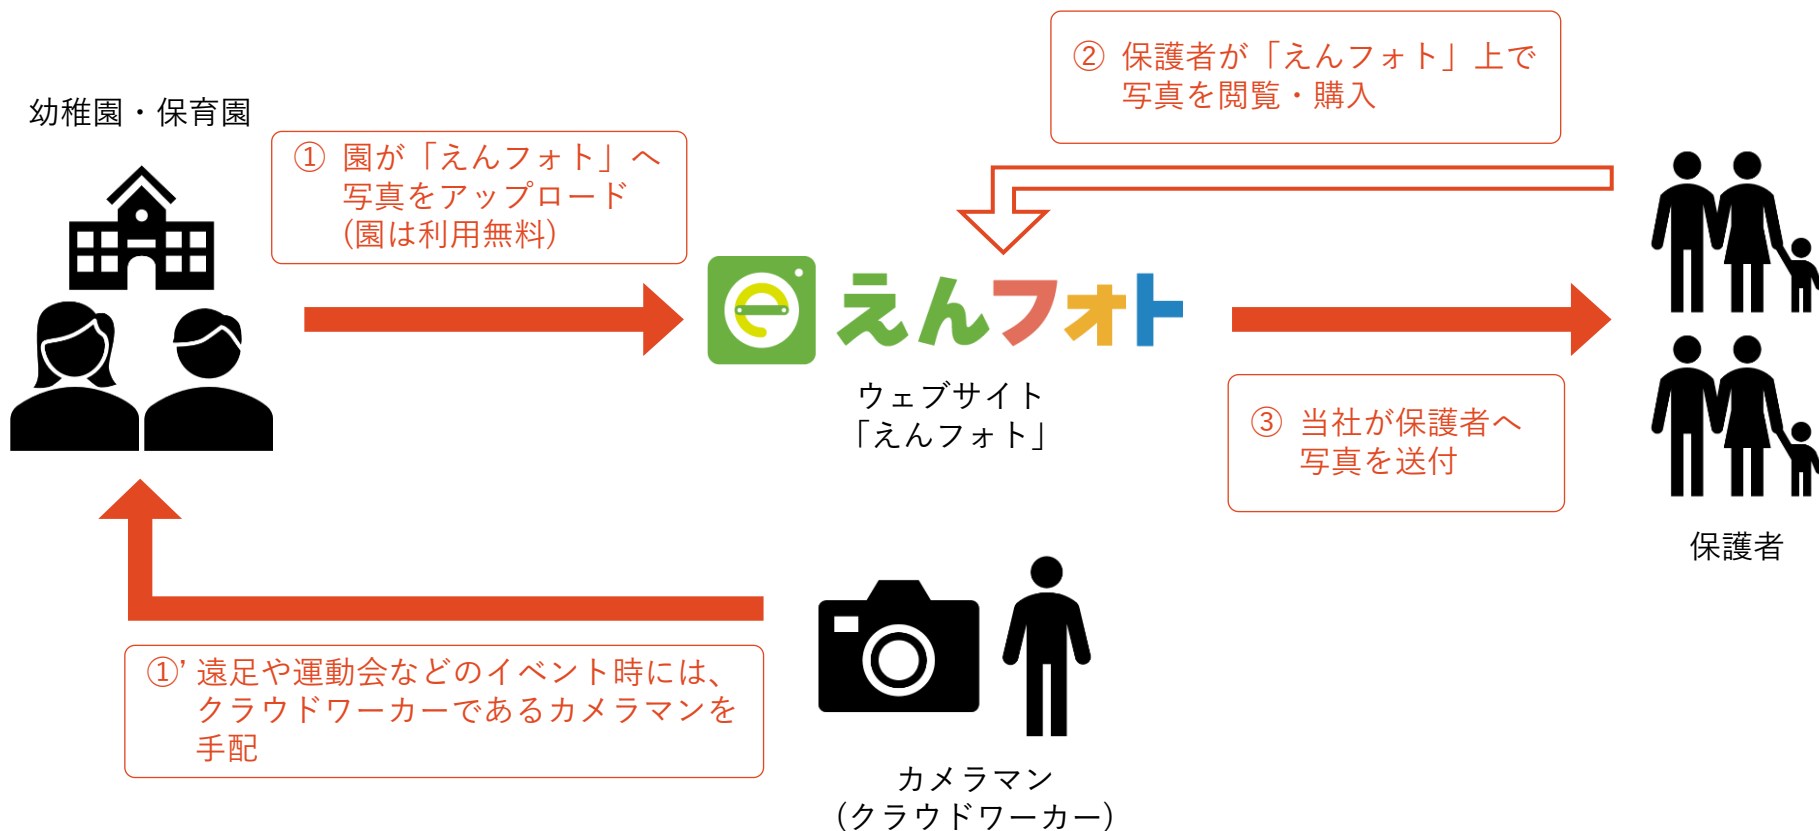 幼稚園・保育園
① 園が「えんフォト」へ
写真をアップロード
(園は利用無料)
② 保護者が「えんフォト」上で
写真を閲覧・購入
えんフォト
ウェブサイト
「えんフォト」
③ 当社が保護者へ
写真を送付
保護者
①’ 遠足や運動会などのイベント時には、
クラウドワーカーであるカメラマンを
手配
カメラマン
(クラウドワーカー)